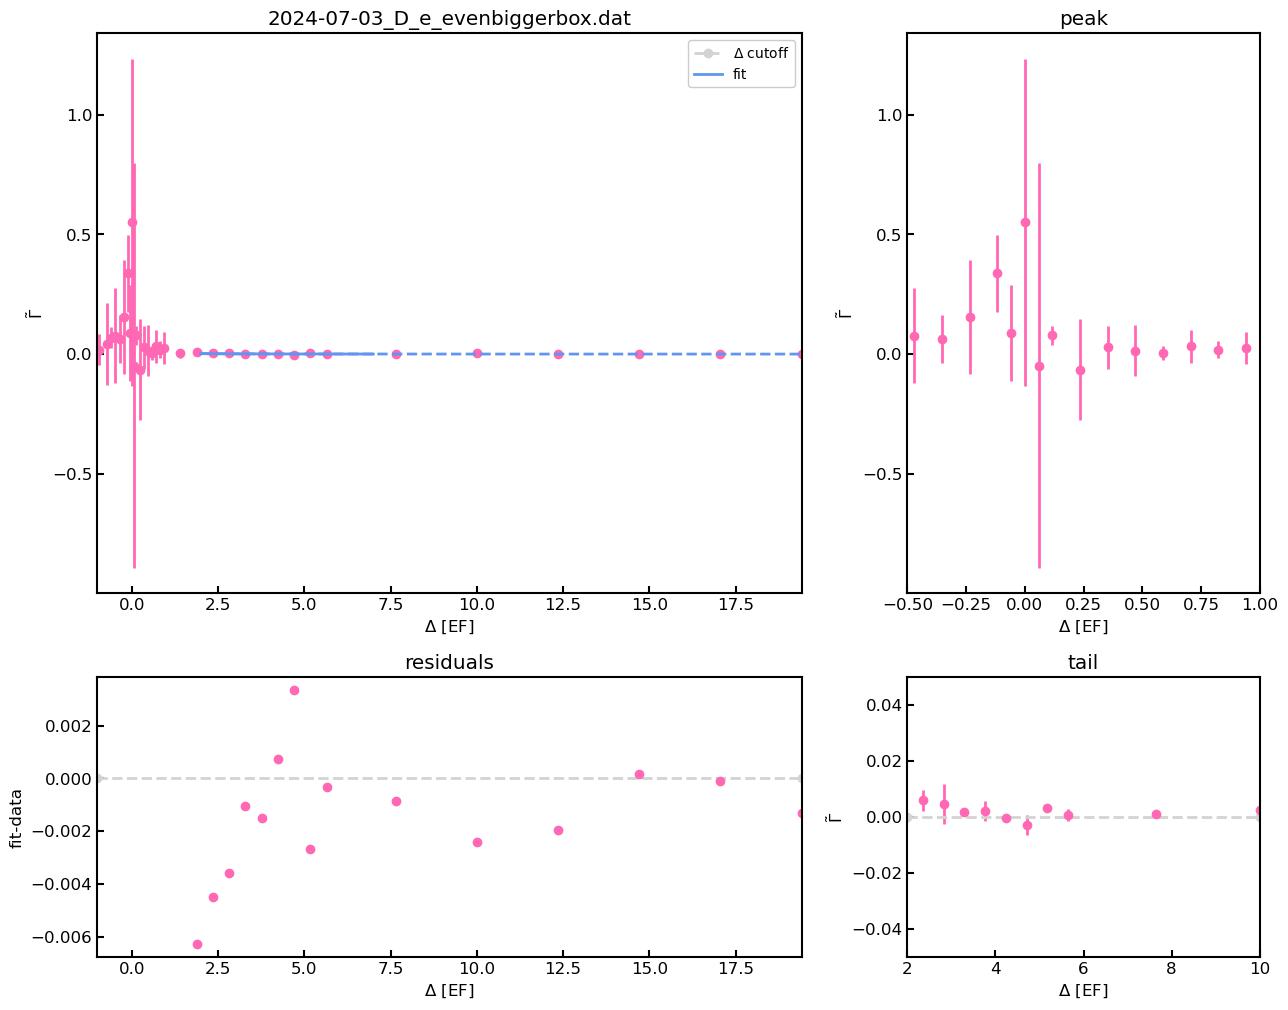 2024-07-03_D_e_evenbiggerbox.dat
Δ cutoff
fit
1.0
0.5
0.0
−0.5
Γ̃
0.0 2.5 5.0 7.5 10.0 12.5 15.0 17.5
Δ [EF]
peak
1.0
0.5
0.0
−0.5
Γ̃
−0.50 −0.25 0.00 0.25 0.50 0.75 1.00
Δ [EF]
residuals
0.002
0.000
−0.002
−0.004
−0.006
fit-data
0.0 2.5 5.0 7.5 10.0 12.5 15.0 17.5
Δ [EF]
tail
0.04
0.02
0.00
−0.02
−0.04
Γ̃
2 4 6 8 10
Δ [EF]